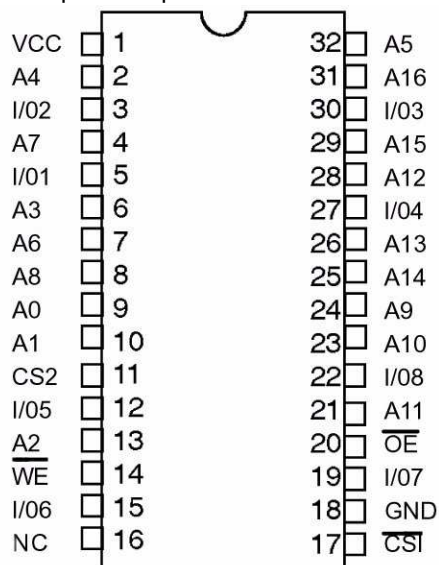 VCC 1 32 A5
A4 2 31 A16
I/02 3 30 I/03
A7 4 29 A15
I/01 5 28 A12
A3 6 27 I/04
A6 7 26 A13
A8 8 25 A14
A0 9 24 A9
A1 10 23 A10
CS2 11 22 I/08
I/05 12 21 A11
A2 13 20 OE
WE 14 19 I/07
I/06 15 18 GND
NC 16 17 CSI